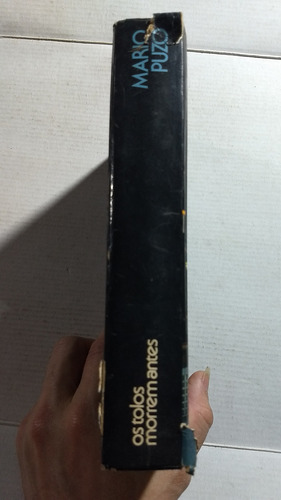 MARIO
PUZO
os tolos
morrem antes